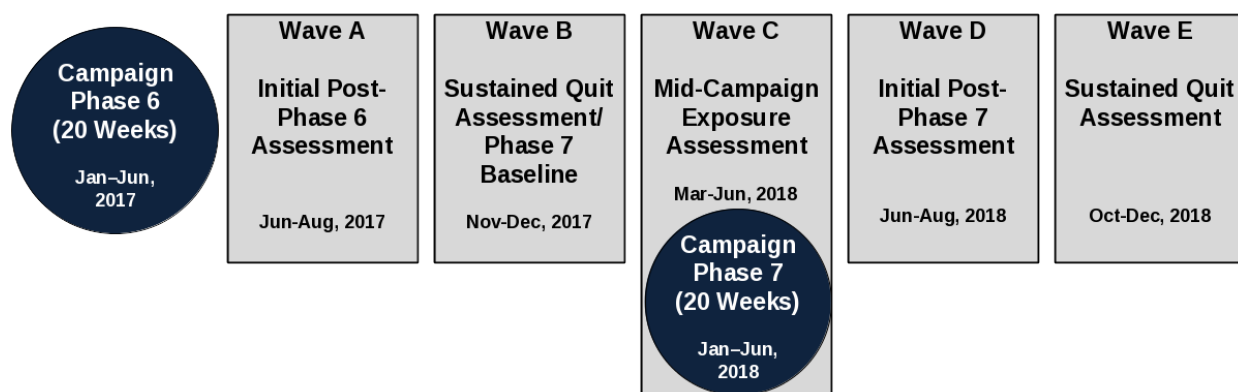 Campaign
Phase 6
(20 Weeks)
Jan–Jun,
2017
Wave A
Initial Post-
Phase 6
Assessment
Jun-Aug, 2017
Wave B
Sustained Quit
Assessment/
Phase 7
Baseline
Nov-Dec, 2017
Wave C
Mid-Campaign
Exposure
Assessment
Mar-Jun, 2018
Campaign
Phase 7
(20 Weeks)
Jan–Jun,
2018
Wave D
Initial Post-
Phase 7
Assessment
Jun-Aug, 2018
Wave E
Sustained Quit
Assessment
Oct-Dec, 2018